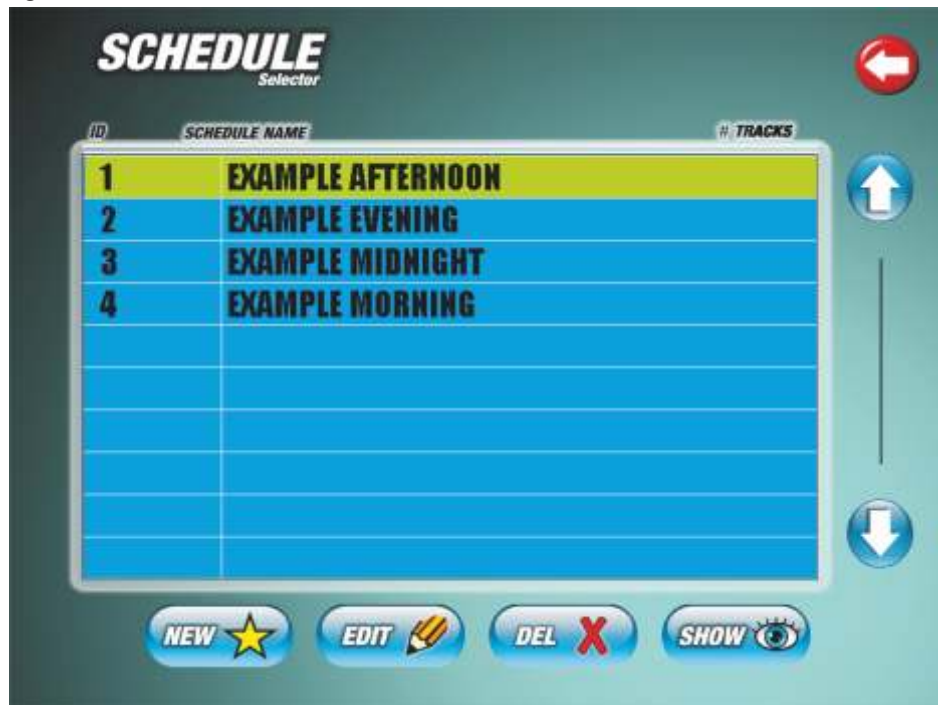 SCHEDULE
Selector
ID SCHEDULE NAME # TRACKS
1 EXAMPLE AFTERNOON
2 EXAMPLE EVENING
3 EXAMPLE MIDNIGHT
4 EXAMPLE MORNING
NEW EDIT DEL SHOW